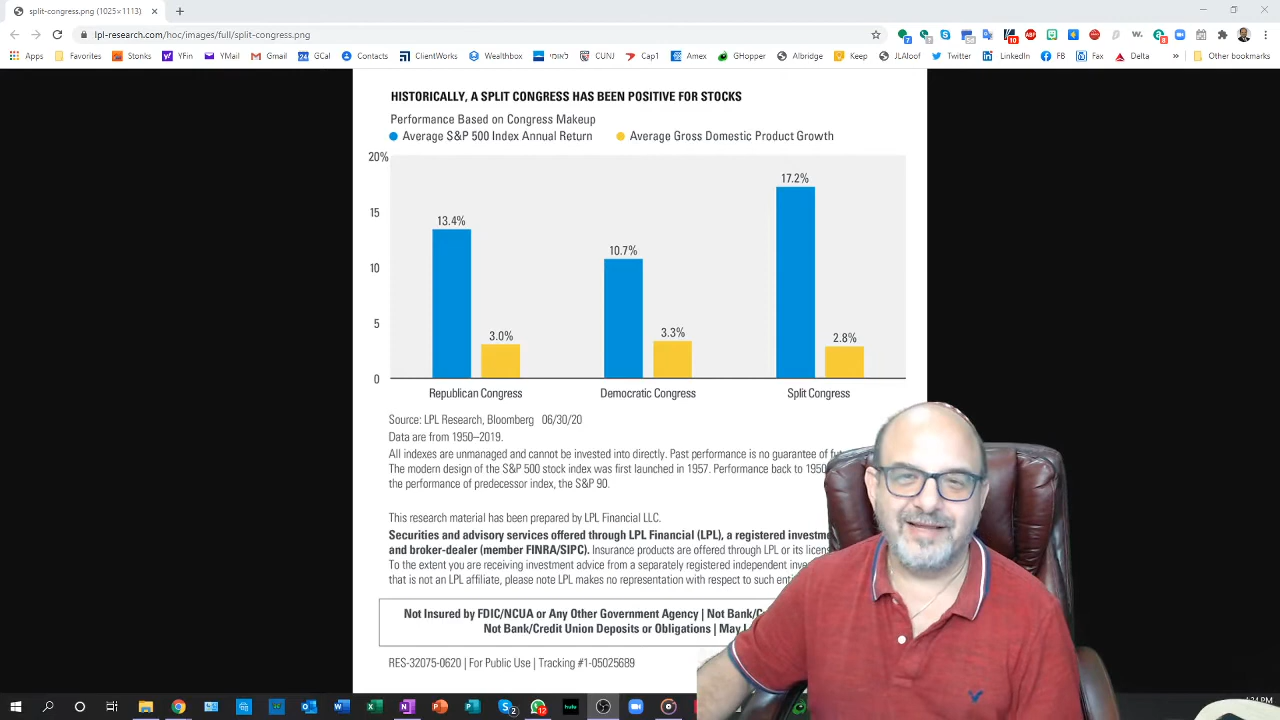 split-congress.png (1025×1113)
lpl-research.com/hoc/images/full/split-congress.png
Apps Favorites Sunday YFin YMail Gmail GCal Contacts ClientWorks Wealthbox CUNJ Cap1 Amex GHopper Albridge Keep JLAloof Twitter LinkedIn FB Fax Delta Other bookmarks
HISTORICALLY, A SPLIT CONGRESS HAS BEEN POSITIVE FOR STOCKS
Performance Based on Congress Makeup
Average S&P 500 Index Annual Return Average Gross Domestic Product Growth
20%
17.2%
15
13.4%
10.7%
10
5
3.0% 3.3% 2.8%
0
Republican Congress Democratic Congress Split Congress
Source: LPL Research, Bloomberg 06/30/20
Data are from 1950–2019.
All indexes are unmanaged and cannot be invested into directly. Past performance is no guarantee of
The modern design of the S&P 500 stock index was first launched in 1957. Performance back to 1950
the performance of predecessor index, the S&P 90.
This research material has been prepared by LPL Financial LLC.
Securities and advisory services offered through LPL Financial (LPL), a registered
and broker-dealer (member FINRA/SIPC). Insurance products are offered through LPL or its
To the extent you are receiving investment advice from a separately registered independent
that is not an LPL affiliate, please note LPL makes no representation with respect to such
Not Insured by FDIC/NCUA or Any Other Government Agency | Not
Not Bank/Credit Union Deposits or Obligations | May
RES-32075-0620 | For Public Use | Tracking #1-05025689